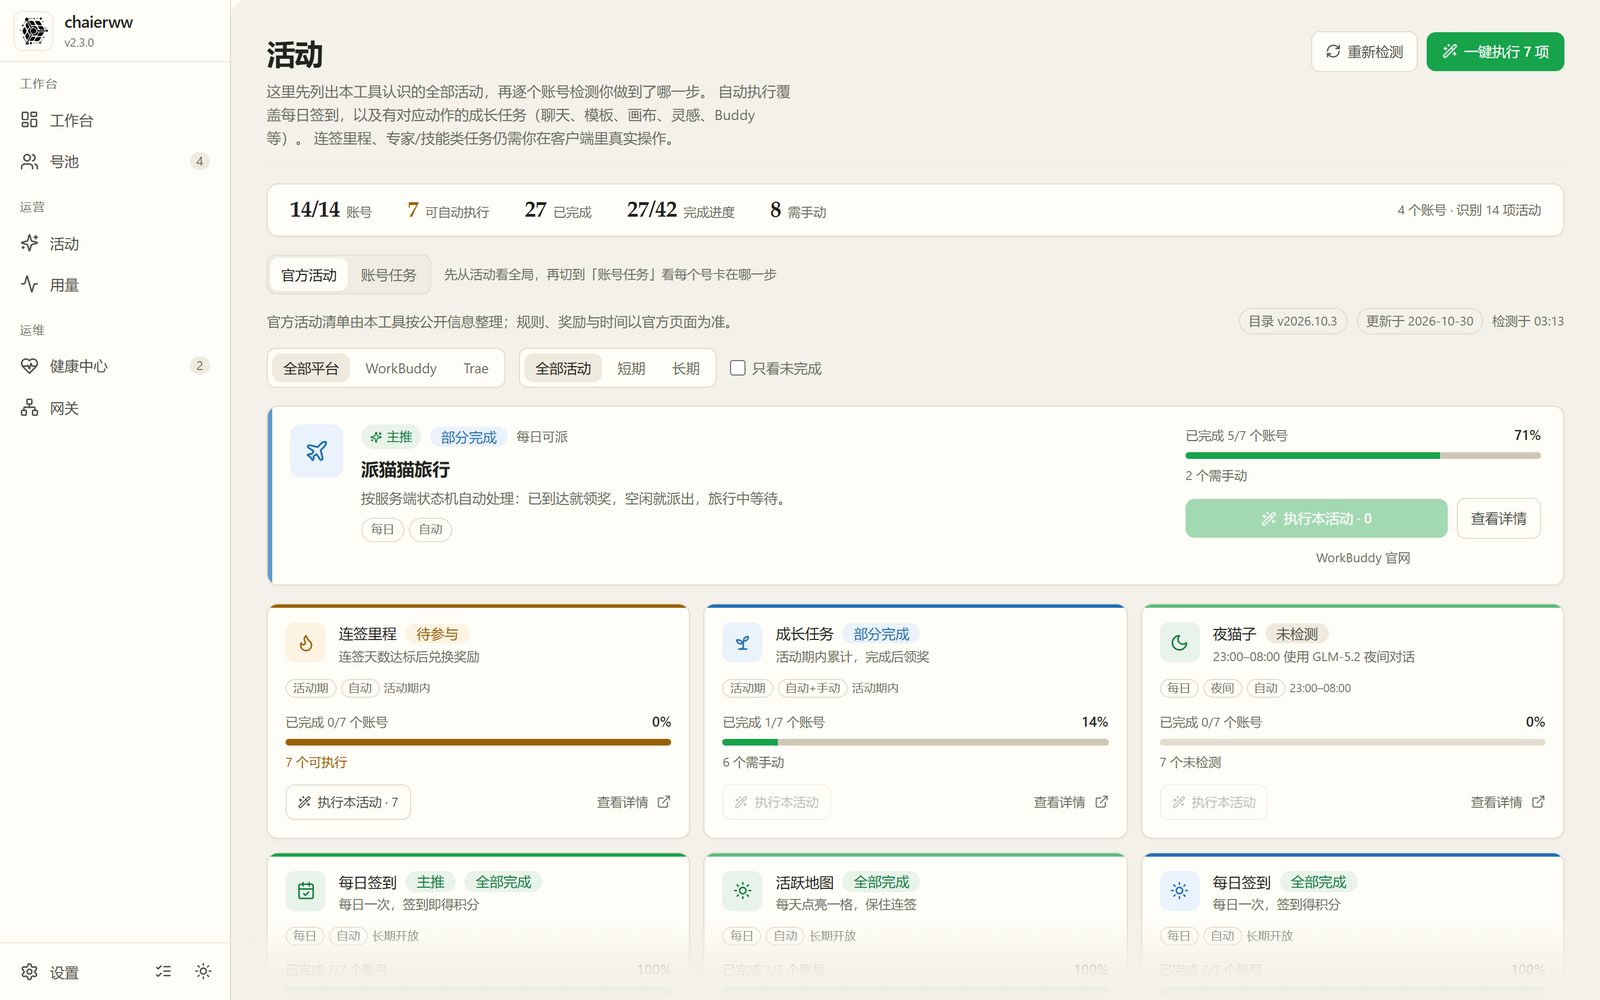 chaierww
v2.3.0
工作台
工作台
号池 4
运营
活动
用量
运维
健康中心 2
网关
设置
活动
重新检测
一键执行 7 项
这里先列出本工具认识的全部活动，再逐个账号检测你做到了哪一步。 自动执行覆
盖每日签到，以及有对应动作的成长任务（聊天、模板、画布、灵感、Buddy
等）。 连签里程、专家/技能类任务仍需你在客户端里真实操作。
14/14 账号 7 可自动执行 27 已完成 27/42 完成进度 8 需手动 4 个账号 · 识别 14 项活动
官方活动 账号任务 先从活动看全局，再切到「账号任务」看每个号卡在哪一步
官方活动清单由本工具按公开信息整理；规则、奖励与时间以官方页面为准。 目录 v2026.10.3 更新于 2026-10-30 检测于 03:13
全部平台 WorkBuddy Trae 全部活动 短期 长期 只看未完成
主推 部分完成 每日可派
派猫猫旅行
按服务端状态机自动处理：已到达就领奖，空闲就派出，旅行中等待。
每日 自动
已完成 5/7 个账号 71%
2 个需手动
执行本活动 · 0 查看详情
WorkBuddy 官网
连签里程 待参与
连签天数达标后兑换奖励
活动期 自动 活动期内
已完成 0/7 个账号 0%
7 个可执行
执行本活动 · 7 查看详情
成长任务 部分完成
活动期内累计，完成后领奖
活动期 自动+手动 活动期内
已完成 1/7 个账号 14%
6 个需手动
执行本活动 查看详情
夜猫子 未检测
23:00–08:00 使用 GLM-5.2 夜间对话
每日 夜间 自动 23:00–08:00
已完成 0/7 个账号 0%
7 个未检测
执行本活动 查看详情
每日签到 主推 全部完成
每日一次，签到即得积分
每日 自动 长期开放
已完成 7/7 个账号 100%
活跃地图 全部完成
每天点亮一格，保住连签
每日 自动 长期开放
已完成 7/7 个账号 100%
每日签到 全部完成
每日一次，签到得积分
每日 自动 长期开放
已完成 7/7 个账号 100%